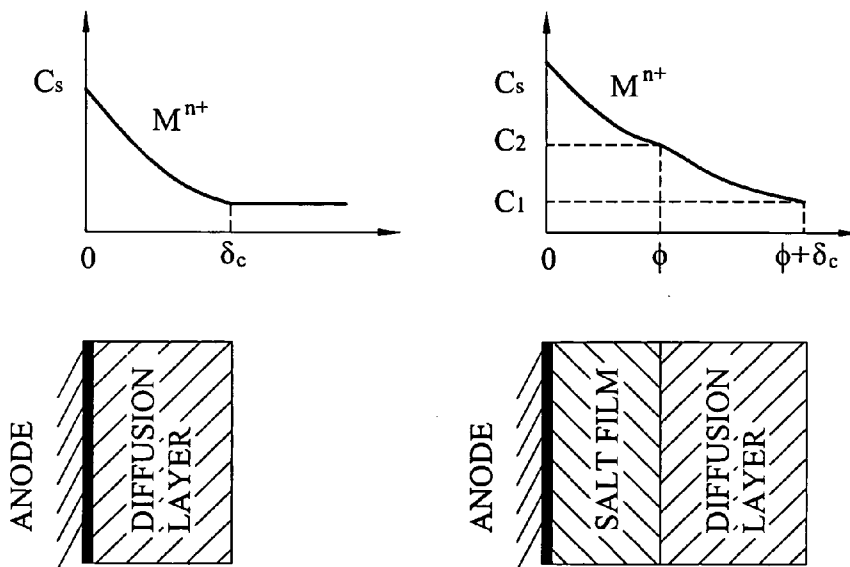 Cs
M^n+
0
δc
Cs
C2
C1
M^n+
0
ϕ
ϕ+δc
ANODE
DIFFUSION
LAYER
ANODE
SALT FILM
DIFFUSION
LAYER